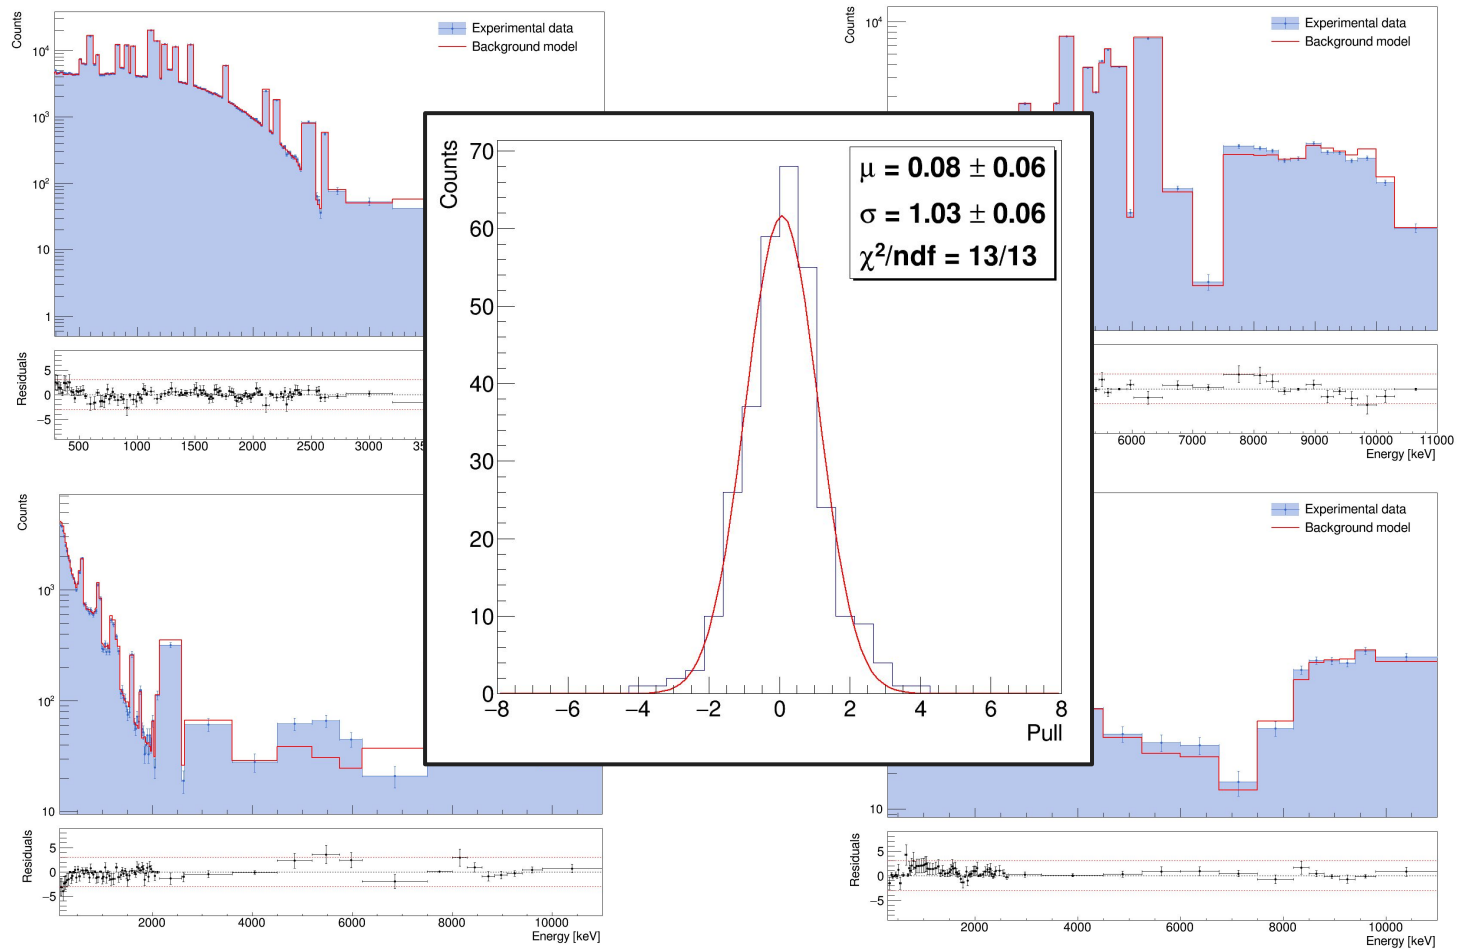 Counts
Experimental data
Background model
10⁴
10³
10²
10
1
Residuals
5
0
−5
500 1000 1500 2000 2500 3000 35
Counts
10⁴
Experimental data
Background model
6000 7000 8000 9000 10000 11000
Energy [keV]
Counts
70
60
50
40
30
20
10
0
μ = 0.08 ± 0.06
σ = 1.03 ± 0.06
χ²/ndf = 13/13
−8 −6 −4 −2 0 2 4 6 8
Pull
Counts
10³
10²
10
Residuals
5
0
−5
2000 4000 6000 8000 10000
Energy [keV]
Experimental data
Background model
10
Residuals
5
0
−5
2000 4000 6000 8000 10000
Energy [keV]